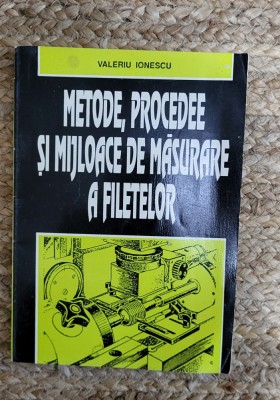 VALERIU IONESCU
METODE, PROCEDEE
ȘI MIJLOACE DE MĂSURARE
A FILETELOR